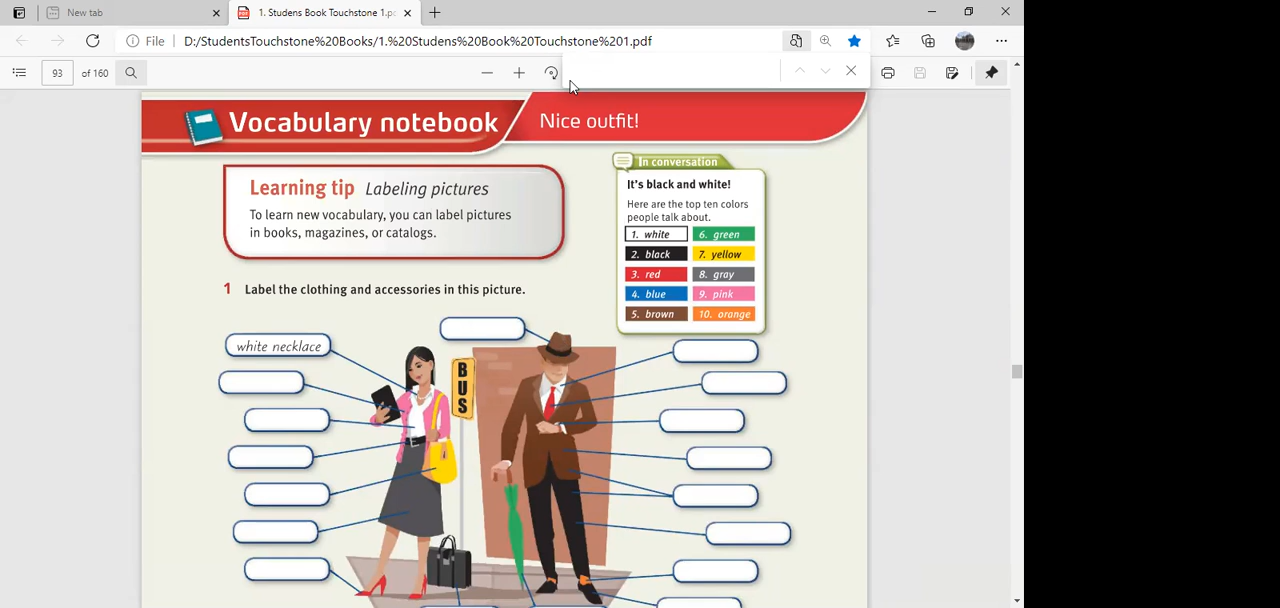 New tab
1. Studens Book Touchstone 1.pc
File
D:/StudentsTouchstone%20Books/1.%20Studens%20Book%20Touchstone%201.pdf
93 of 160
Vocabulary notebook
Nice outfit!
Learning tip Labeling pictures
To learn new vocabulary, you can label pictures
in books, magazines, or catalogs.
In conversation
It's black and white!
Here are the top ten colors
people talk about.
1. white
2. black
3. red
4. blue
5. brown
6. green
7. yellow
8. gray
9. pink
10. orange
1 Label the clothing and accessories in this picture.
white necklace
BUS